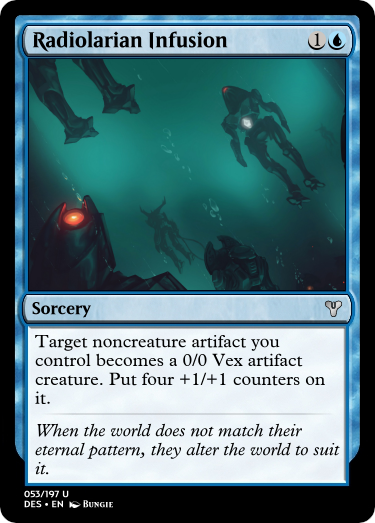 Radiolarian Infusion 1
Sorcery
Target noncreature artifact you
control becomes a 0/0 Vex artifact
creature. Put four +1/+1 counters on
it.
When the world does not match their
eternal pattern, they alter the world to suit
it.
053/197 U
DES • EN Bungie